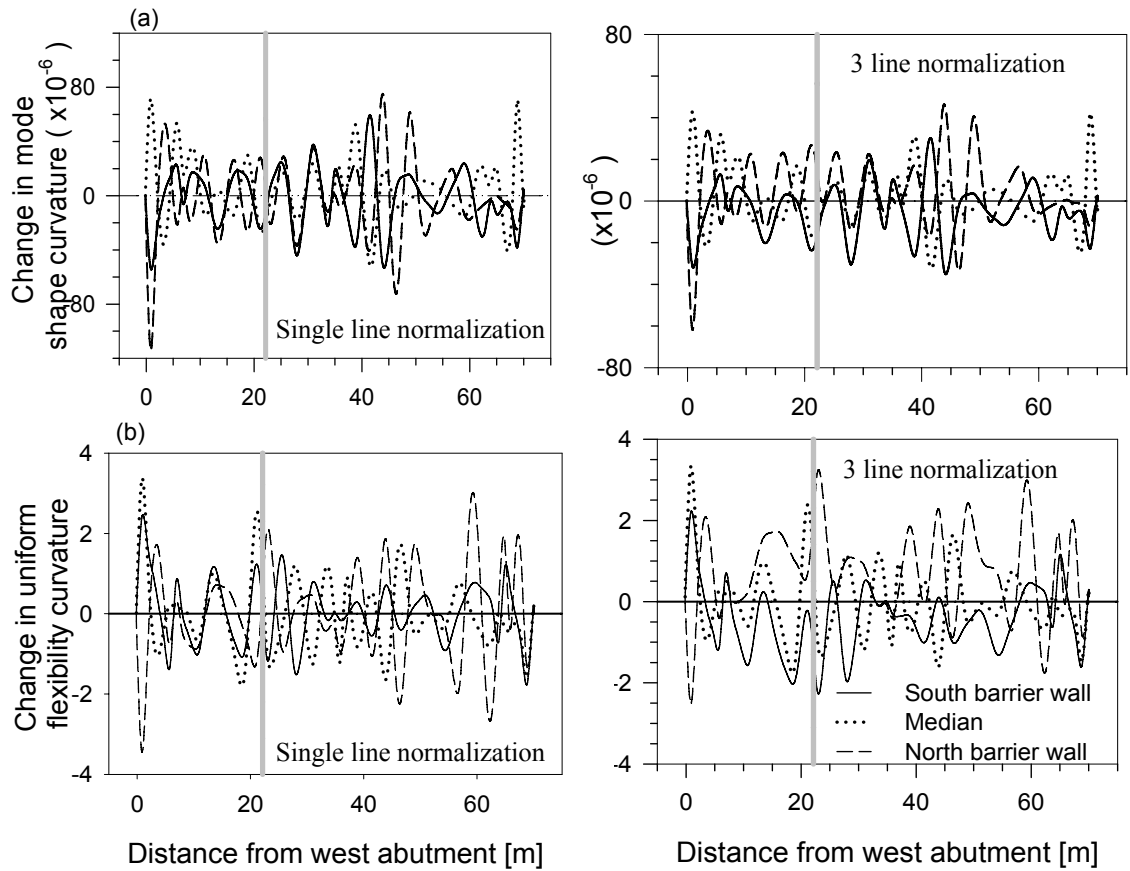 (a)
Change in mode
shape curvature ( x10⁻⁶ )
80
0
-80
Single line normalization
0 20 40 60
80
0
-80
(x10⁻⁶)
3 line normalization
0 20 40 60
(b)
Change in uniform
flexibility curvature
4
2
0
-2
-4
Single line normalization
0 20 40 60
Distance from west abutment [m]
4
2
0
-2
-4
3 line normalization
South barrier wall
Median
North barrier wall
0 20 40 60
Distance from west abutment [m]